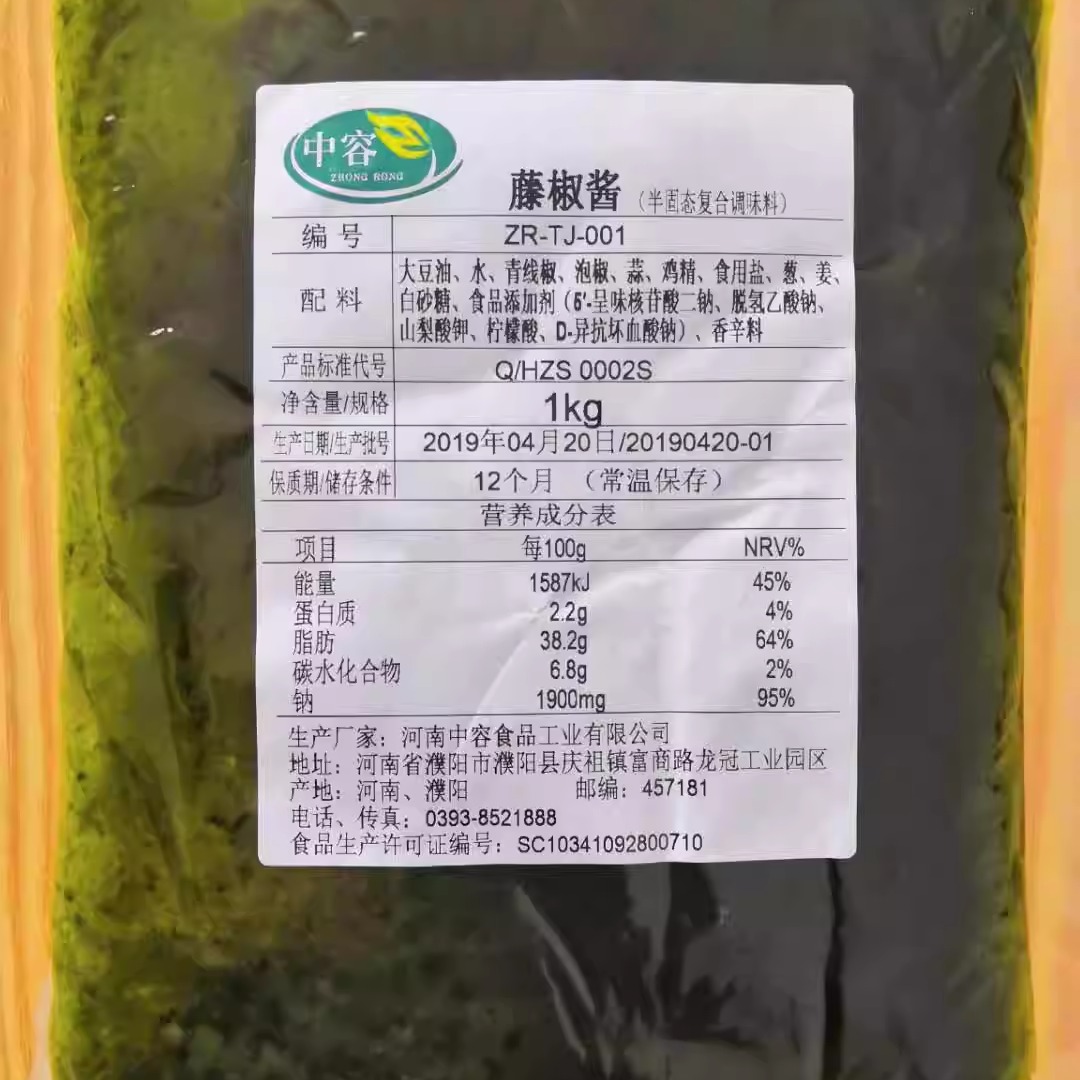 中容
ZHONG RONG
藤椒酱（半固态复合调味料）
编号 ZR-TJ-001
配料 大豆油、水、青线椒、泡椒、蒜、鸡精、食用盐、葱、姜、
白砂糖、食品添加剂（5'-呈味核苷酸二钠、脱氢乙酸钠、
山梨酸钾、柠檬酸、D-异抗坏血酸钠）、香辛料
产品标准代号 Q/HZS 0002S
净含量/规格 1kg
生产日期/生产批号 2019年04月20日/20190420-01
保质期/储存条件 12个月 （常温保存）
营养成分表
项目 每100g NRV%
能量 1587kJ 45%
蛋白质 2.2g 4%
脂肪 38.2g 64%
碳水化合物 6.8g 2%
钠 1900mg 95%
生产厂家：河南中容食品工业有限公司
地址：河南省濮阳市濮阳县庆祖镇富商路龙冠工业园区
产地：河南、濮阳 邮编：457181
电话、传真：0393-8521888
食品生产许可证编号：SC10341092800710